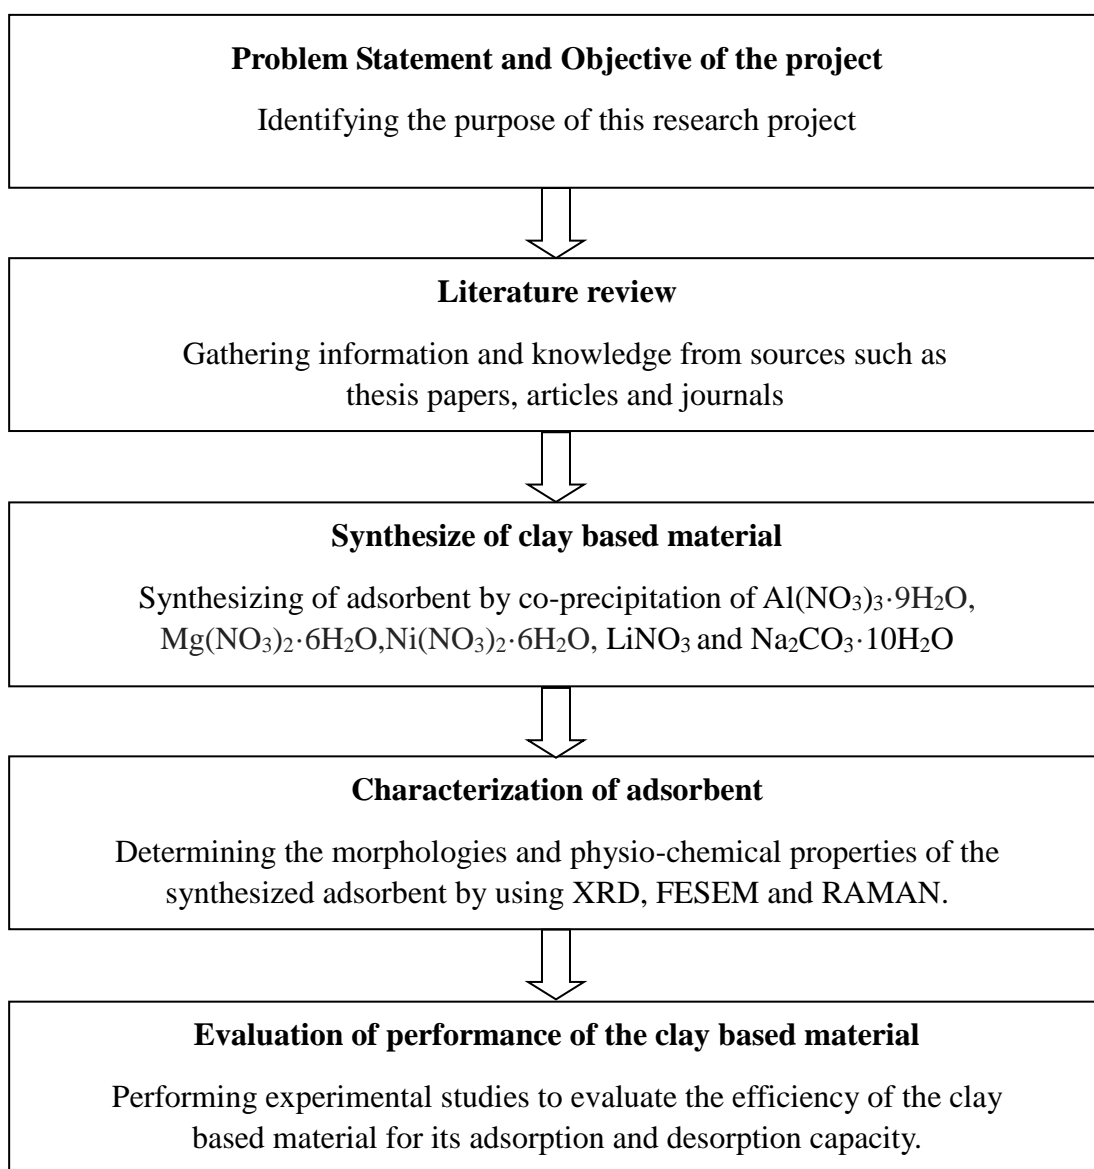 Problem Statement and Objective of the project
Identifying the purpose of this research project
Literature review
Gathering information and knowledge from sources such as
thesis papers, articles and journals
Synthesize of clay based material
Synthesizing of adsorbent by co-precipitation of Al(NO₃)₃·9H₂O,
Mg(NO₃)₂·6H₂O,Ni(NO₃)₂·6H₂O, LiNO₃ and Na₂CO₃·10H₂O
Characterization of adsorbent
Determining the morphologies and physio-chemical properties of the
synthesized adsorbent by using XRD, FESEM and RAMAN.
Evaluation of performance of the clay based material
Performing experimental studies to evaluate the efficiency of the clay
based material for its adsorption and desorption capacity.